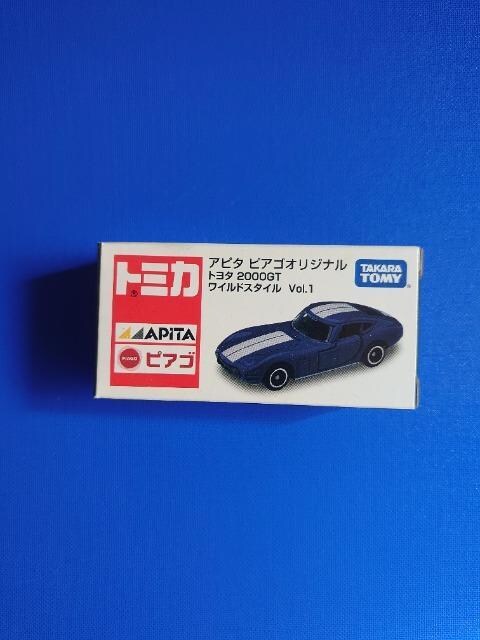 トミカ
アピタ ピアゴオリジナル
トヨタ 2000GT
ワイルドスタイル Vol.1
TAKARA
TOMY
APiTA
PIAGO
ピアゴ